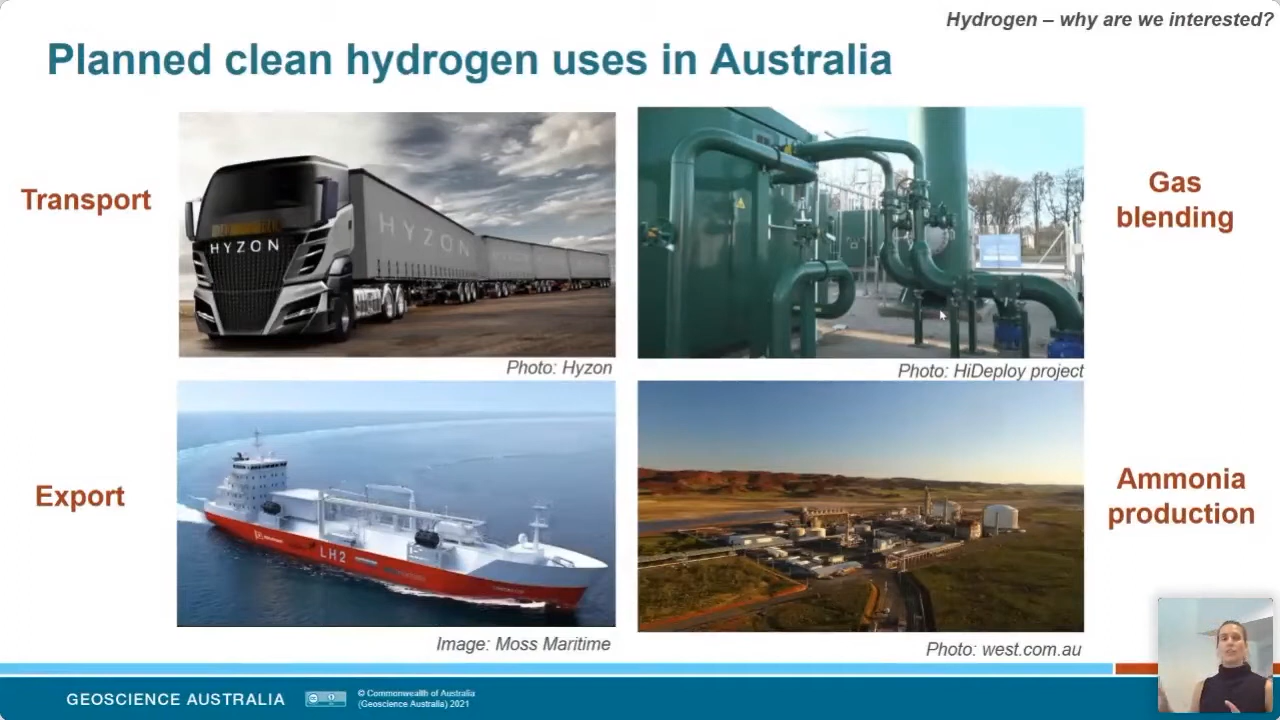 Hydrogen – why are we interested?
Planned clean hydrogen uses in Australia
Transport
HYZON
HYZON
Photo: Hyzon
Gas
blending
Photo: HiDeploy project
Export
LH2
Image: Moss Maritime
Ammonia
production
Photo: west.com.au
GEOSCIENCE AUSTRALIA
© Commonwealth of Australia
(Geoscience Australia) 2021